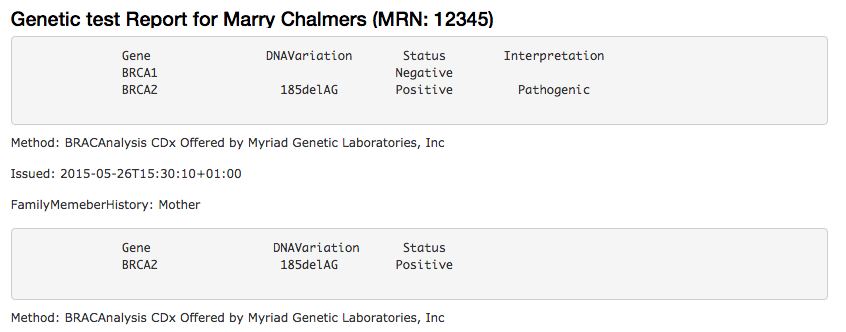 Genetic test Report for Marry Chalmers (MRN: 12345)
Gene DNAVariation Status Interpretation
BRCA1 Negative
BRCA2 185delAG Positive Pathogenic
Method: BRACAnalysis CDx Offered by Myriad Genetic Laboratories, Inc
Issued: 2015-05-26T15:30:10+01:00
FamilyMemeberHistory: Mother
Gene DNAVariation Status
BRCA2 185delAG Positive
Method: BRACAnalysis CDx Offered by Myriad Genetic Laboratories, Inc